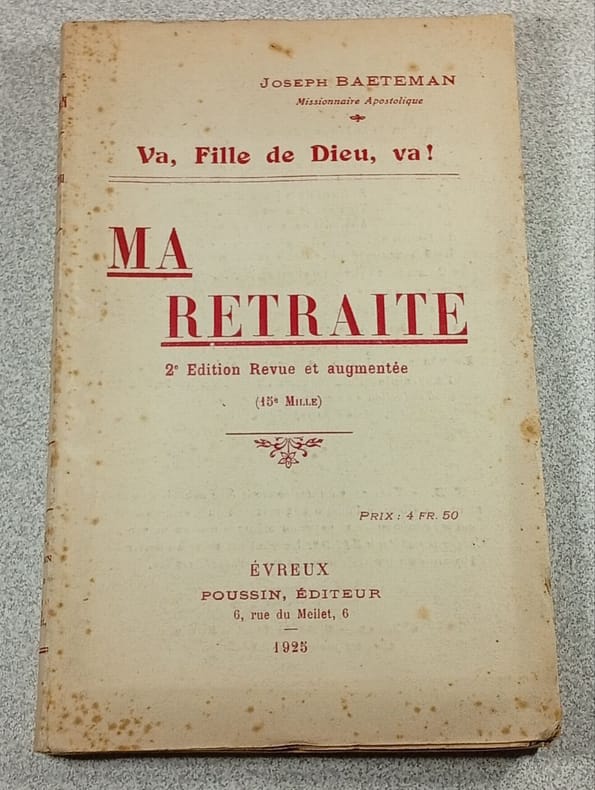 Joseph BAETEMAN
Missionnaire Apostolique
Va, Fille de Dieu, va!
MA
RETRAITE
2e Edition Revue et augmentée
(15e Mille)
Prix : 4 fr. 50
ÉVREUX
POUSSIN, ÉDITEUR
6, rue du Meilet, 6
1925